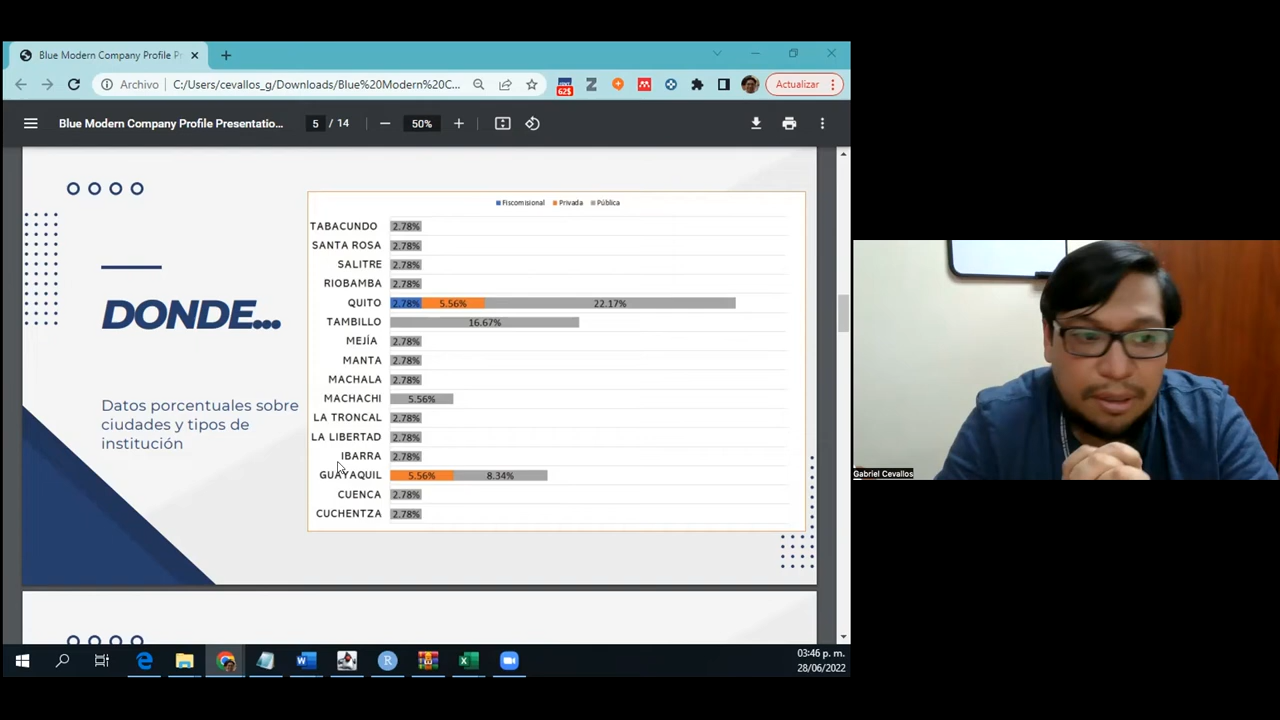 Blue Modern Company Profile P
Archivo C:/Users/cevallos_g/Downloads/Blue%20Modern%20C... Actualizar
62$
Blue Modern Company Profile Presentatio... 5 / 14 50%
Fiscomisional Privada Pública
TABACUNDO 2.78%
SANTA ROSA 2.78%
SALITRE 2.78%
RIOBAMBA 2.78%
QUITO 2.78% 5.56% 22.17%
TAMBILLO 16.67%
MEJÍA 2.78%
MANTA 2.78%
MACHALA 2.78%
MACHACHI 5.56%
LA TRONCAL 2.78%
LA LIBERTAD 2.78%
IBARRA 2.78%
GUAYAQUIL 5.56% 8.34%
CUENCA 2.78%
CUCHENTZA 2.78%
DONDE...
Datos porcentuales sobre
ciudades y tipos de
institución
Gabriel Cevallos
03:46 p. m.
28/06/2022